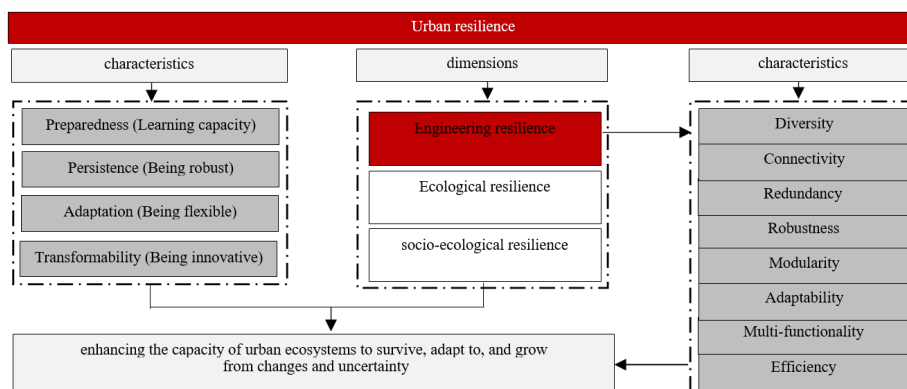 Urban resilience
characteristics
dimensions
characteristics
Preparedness (Learning capacity)
Persistence (Being robust)
Adaptation (Being flexible)
Transformability (Being innovative)
Engineering resilience
Ecological resilience
socio-ecological resilience
Diversity
Connectivity
Redundancy
Robustness
Modularity
Adaptability
Multi-functionality
Efficiency
enhancing the capacity of urban ecosystems to survive, adapt to, and grow
from changes and uncertainty